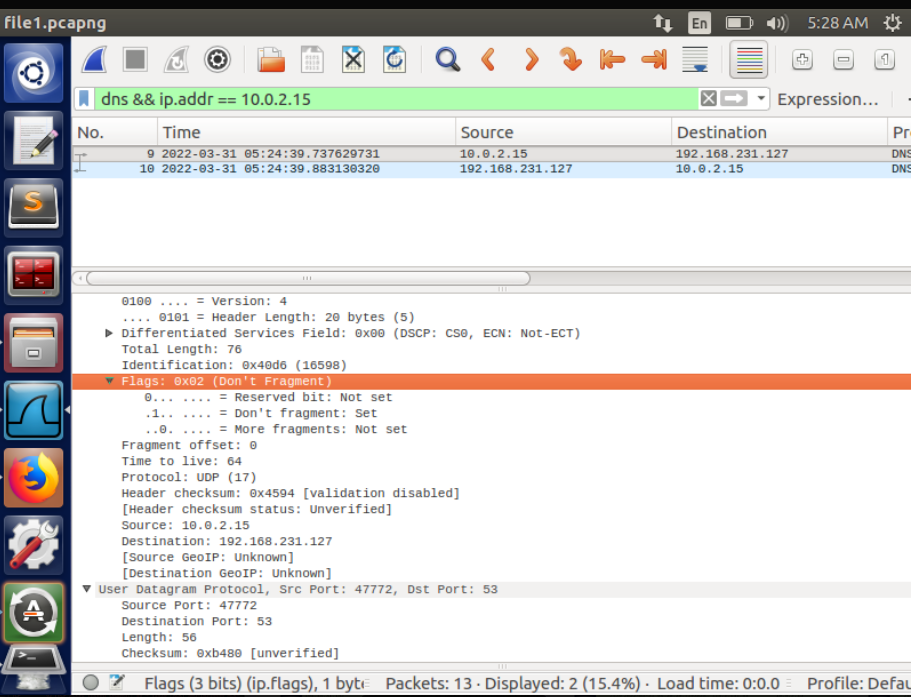 file1.pcapng En 5:28 AM
dns && ip.addr == 10.0.2.15 Expression...
No. Time Source Destination Pr
9 2022-03-31 05:24:39.737629731 10.0.2.15 192.168.231.127 DNS
10 2022-03-31 05:24:39.883130320 192.168.231.127 10.0.2.15 DNS
0100 .... = Version: 4
.... 0101 = Header Length: 20 bytes (5)
Differentiated Services Field: 0x00 (DSCP: CS0, ECN: Not-ECT)
Total Length: 76
Identification: 0x40d6 (16598)
Flags: 0x02 (Don't Fragment)
0... .... = Reserved bit: Not set
.1.. .... = Don't fragment: Set
..0. .... = More fragments: Not set
Fragment offset: 0
Time to live: 64
Protocol: UDP (17)
Header checksum: 0x4594 [validation disabled]
[Header checksum status: Unverified]
Source: 10.0.2.15
Destination: 192.168.231.127
[Source GeoIP: Unknown]
[Destination GeoIP: Unknown]
User Datagram Protocol, Src Port: 47772, Dst Port: 53
Source Port: 47772
Destination Port: 53
Length: 56
Checksum: 0xb480 [unverified]
Flags (3 bits) (ip.flags), 1 byte Packets: 13 · Displayed: 2 (15.4%) · Load time: 0:0.0 Profile: Defau